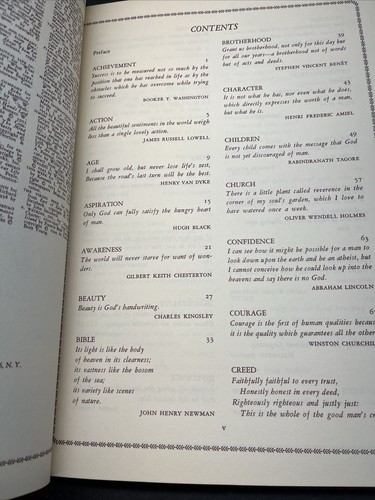 CONTENTS
Preface
ACHIEVEMENT 1
Success is to be measured not so much by the
position that one has reached in life as by the
obstacles which he has overcome while trying
to succeed.
BOOKER T. WASHINGTON
ACTION 5
All the beautiful sentiments in the world weigh
less than a single lovely action.
JAMES RUSSELL LOWELL
AGE 9
I shall grow old, but never lose life's zest,
Because the road's last turn will be the best.
HENRY VAN DYKE
ASPIRATION 15
Only God can fully satisfy the hungry heart
of man.
HUGH BLACK
AWARENESS 21
The world will never starve for want of won-
ders.
GILBERT KEITH CHESTERTON
BEAUTY 27
Beauty is God's handwriting.
CHARLES KINGSLEY
BIBLE 33
Its light is like the body
of heaven in its clearness;
its vastness like the bosom
of the sea;
its variety like scenes
of nature.
JOHN HENRY NEWMAN
BROTHERHOOD 39
Grant us brotherhood, not only for this day but
for all our years—a brotherhood not of words
but of acts and deeds.
STEPHEN VINCENT BENÉT
CHARACTER 43
It is not what he has, nor even what he does,
which directly expresses the worth of a man,
but what he is.
HENRI FREDERIC AMIEL
CHILDREN 49
Every child comes with the message that God
is not yet discouraged of man.
RABINDRANATH TAGORE
CHURCH 57
There is a little plant called reverence in the
corner of my soul's garden, which I love to
have watered once a week.
OLIVER WENDELL HOLMES
CONFIDENCE 63
I can see how it might be possible for a man to
look down upon the earth and be an atheist, but
I cannot conceive how he could look up into the
heavens and say there is no God.
ABRAHAM LINCOLN
COURAGE
Courage is the first of human qualities because
it is the quality which guarantees all the other
WINSTON CHURCHIL
CREED
Faithfully faithful to every trust,
Honestly honest in every deed,
Righteously righteous and justly just:
This is the whole of the good man's cr
V
N. Y.